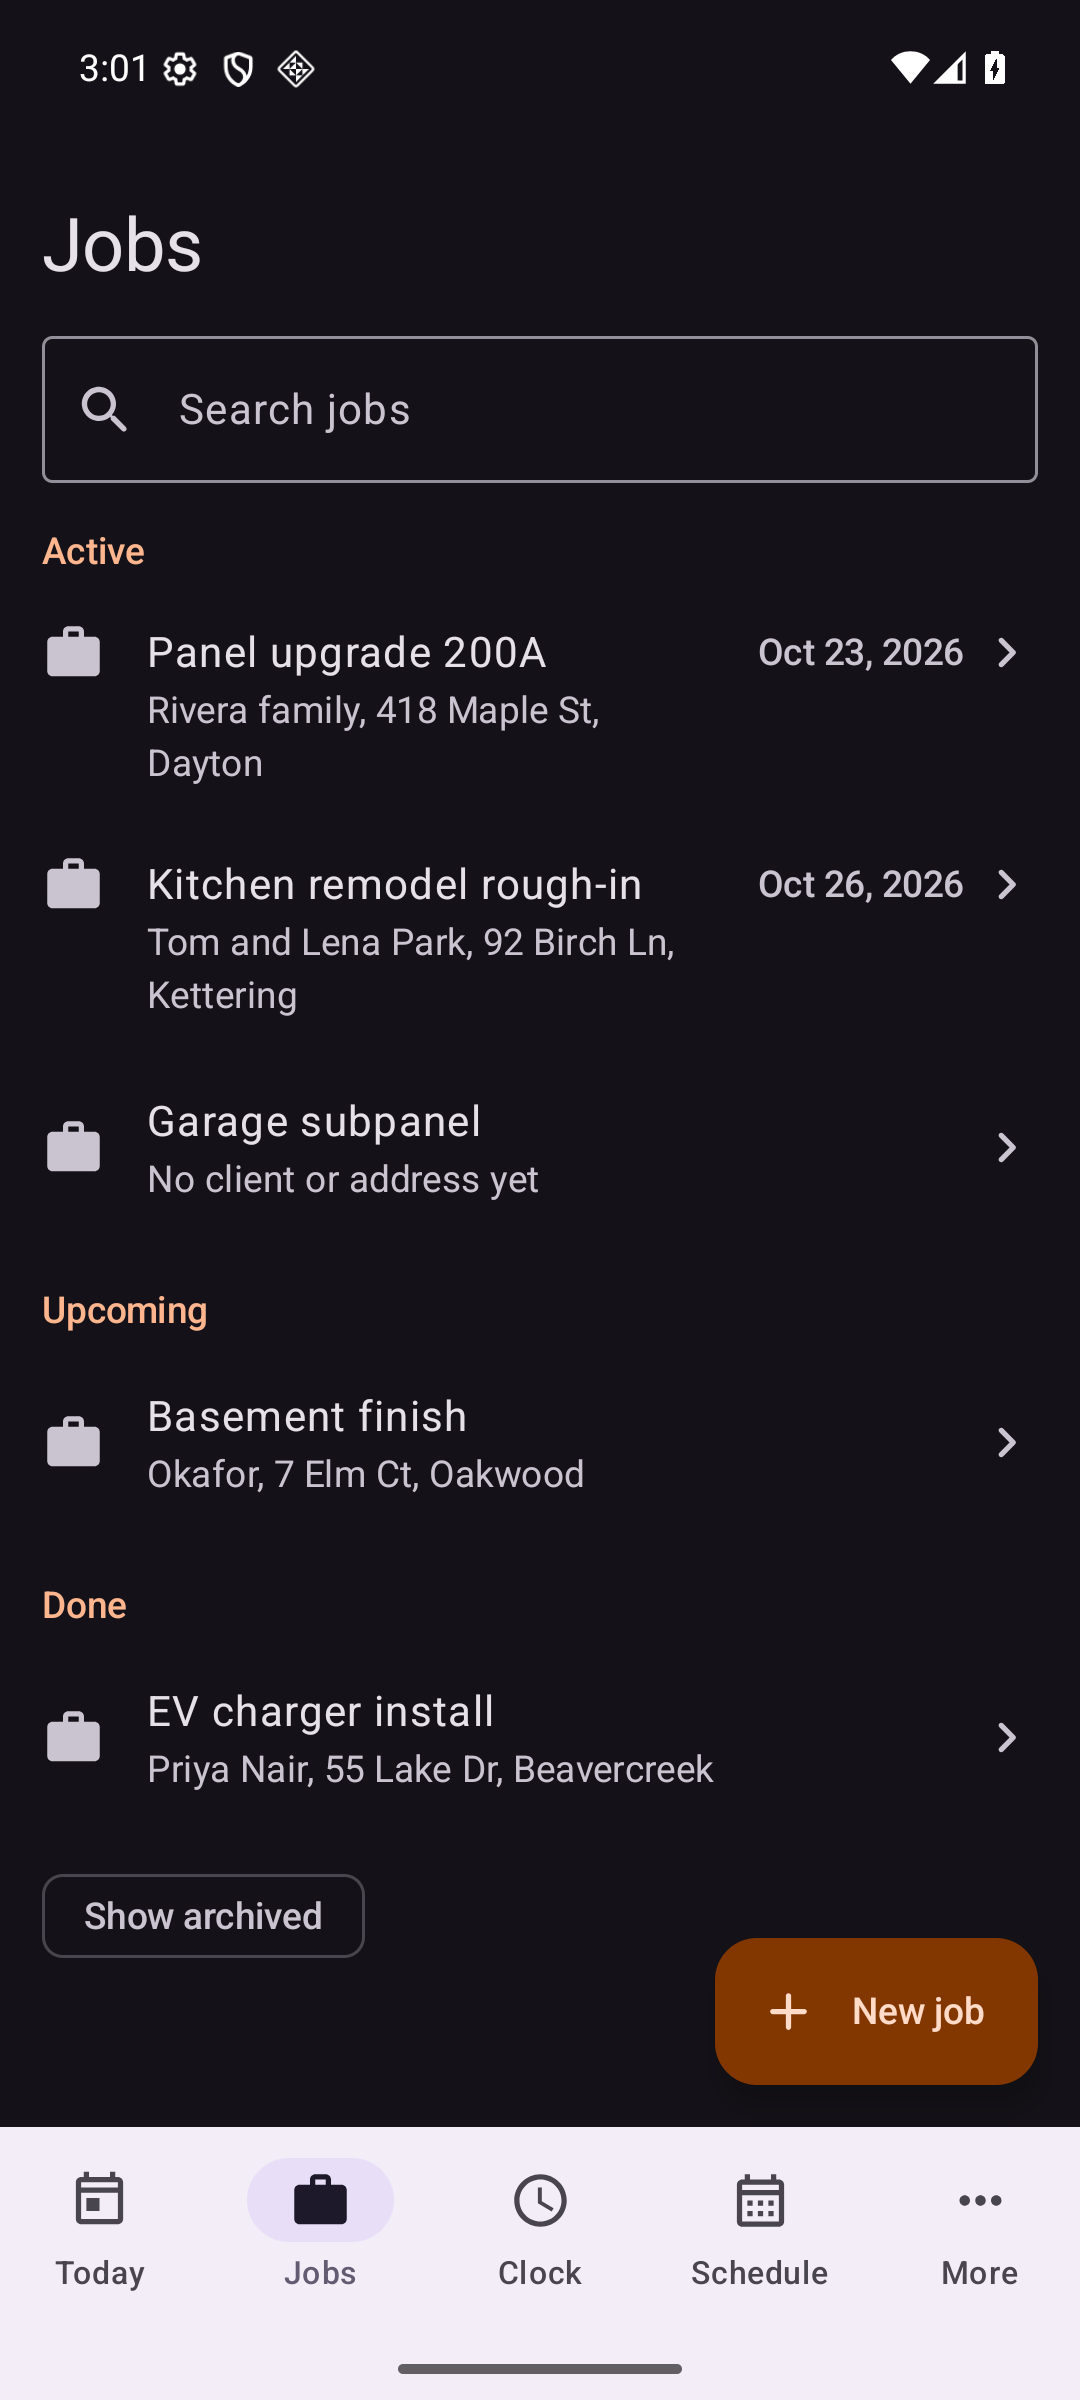 3:01
Jobs
Search jobs
Active
Panel upgrade 200A
Oct 23, 2026
Rivera family, 418 Maple St,
Dayton
Kitchen remodel rough-in
Oct 26, 2026
Tom and Lena Park, 92 Birch Ln,
Kettering
Garage subpanel
No client or address yet
Upcoming
Basement finish
Okafor, 7 Elm Ct, Oakwood
Done
EV charger install
Priya Nair, 55 Lake Dr, Beavercreek
Show archived
New job
Today
Jobs
Clock
Schedule
More